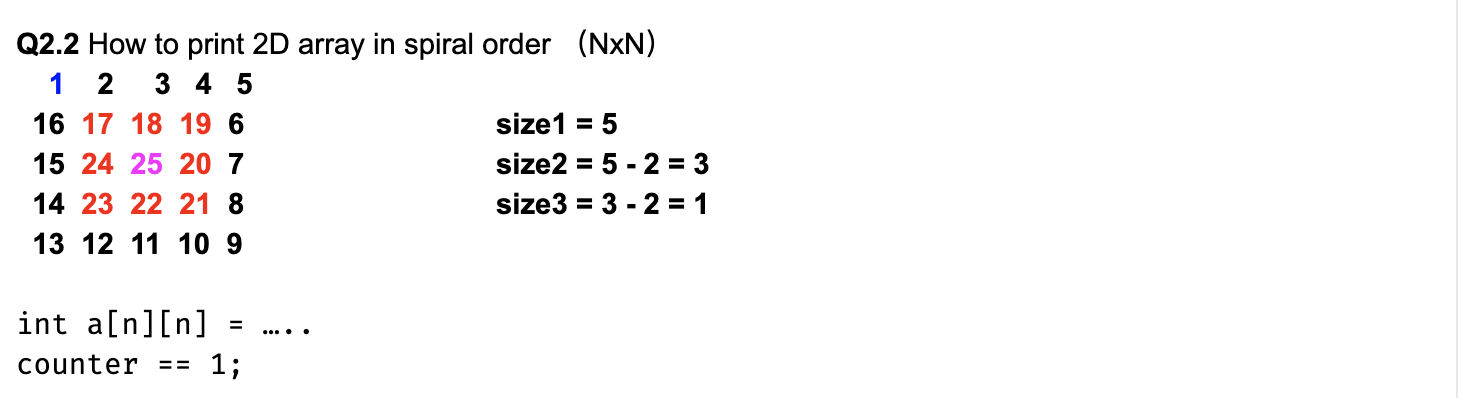 Q2.2 How to print 2D array in spiral order （NxN）
1 2 3 4 5
16 17 18 19 6 size1 = 5
15 24 25 20 7 size2 = 5 - 2 = 3
14 23 22 21 8 size3 = 3 - 2 = 1
13 12 11 10 9
int a[n][n] = …..
counter == 1;